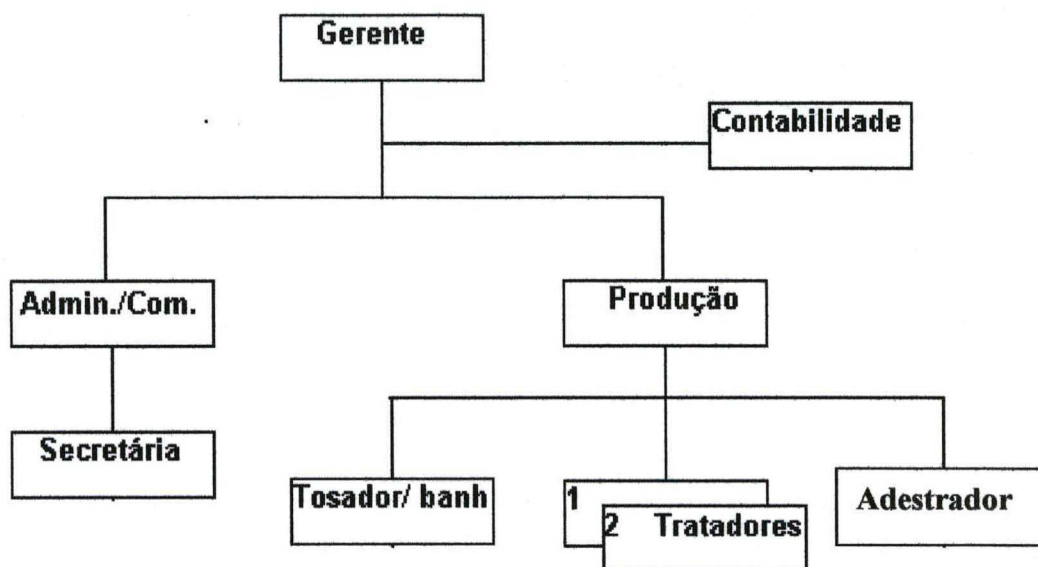 Gerente
Contabilidade
Admin./Com.
Produção
Secretária
Tosador/ banh
1
2 Tratadores
Adestrador